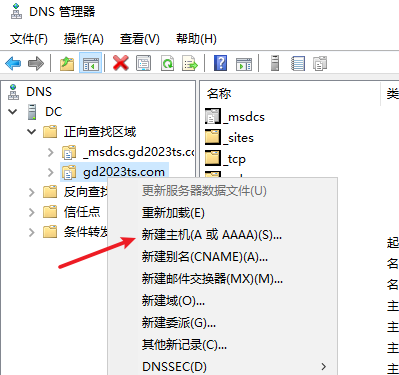 DNS 管理器
文件(F) 操作(A) 查看(V) 帮助(H)
DNS
DC
正向查找区域
_msdcs.gd2023ts.com
gd2023ts.com
反向查找
信任点
条件转发
名称
类
_msdcs
_sites
_tcp
更新服务器数据文件(U)
重新加载(E)
新建主机(A 或 AAAA)(S)...
新建别名(CNAME)(A)...
新建邮件交换器(MX)(M)...
新建域(O)...
新建委派(G)...
其他新记录(C)...
DNSSEC(D)
起
名
名
主
主
主